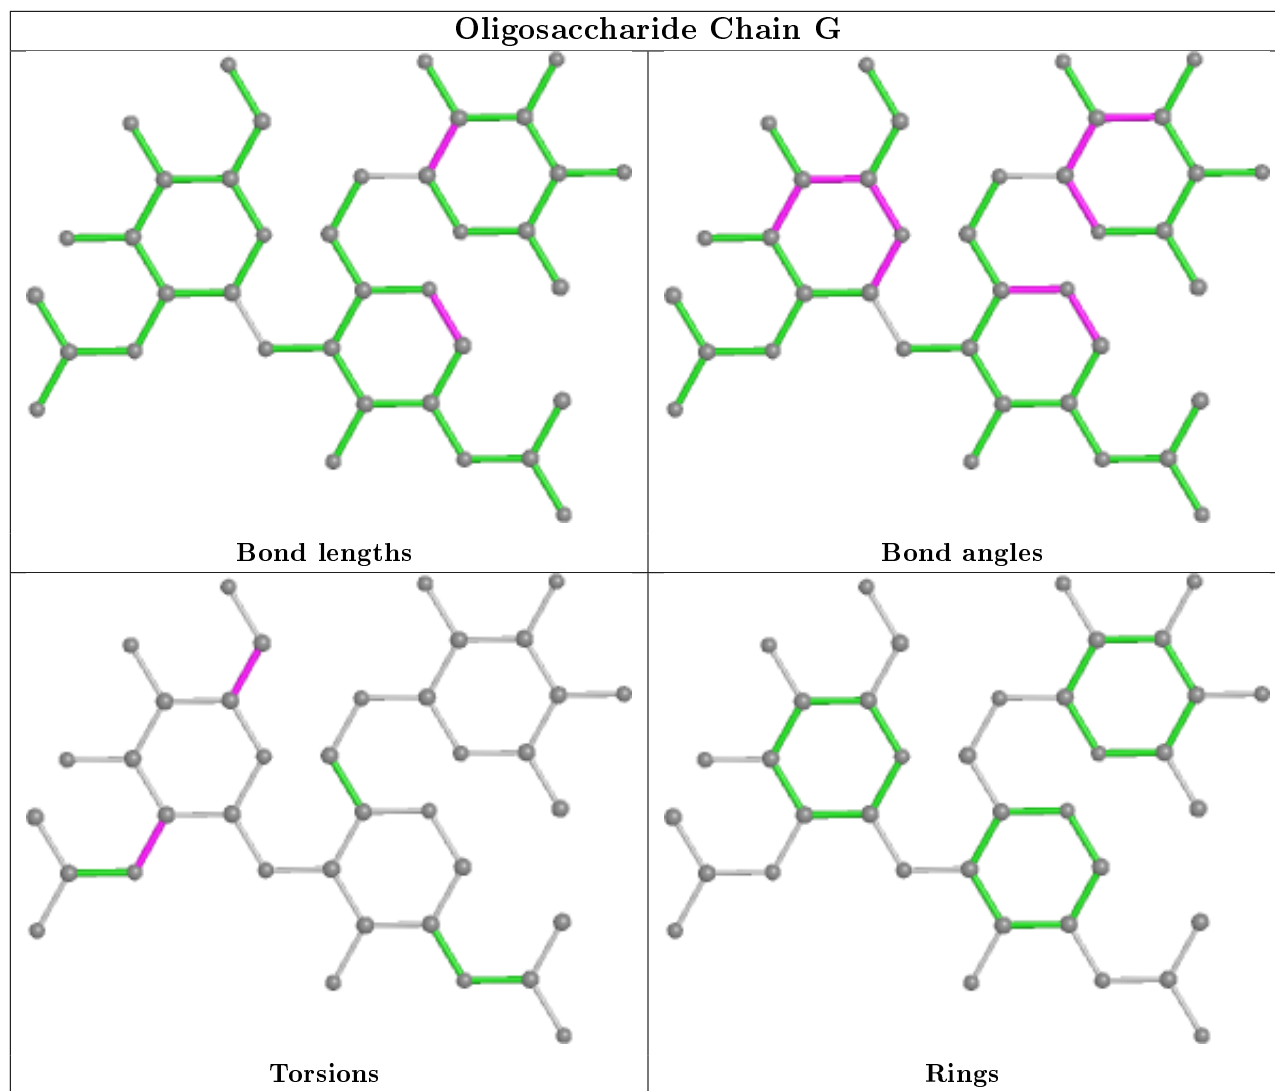 Oligosaccharide Chain G
Bond lengths
Bond angles
Torsions
Rings